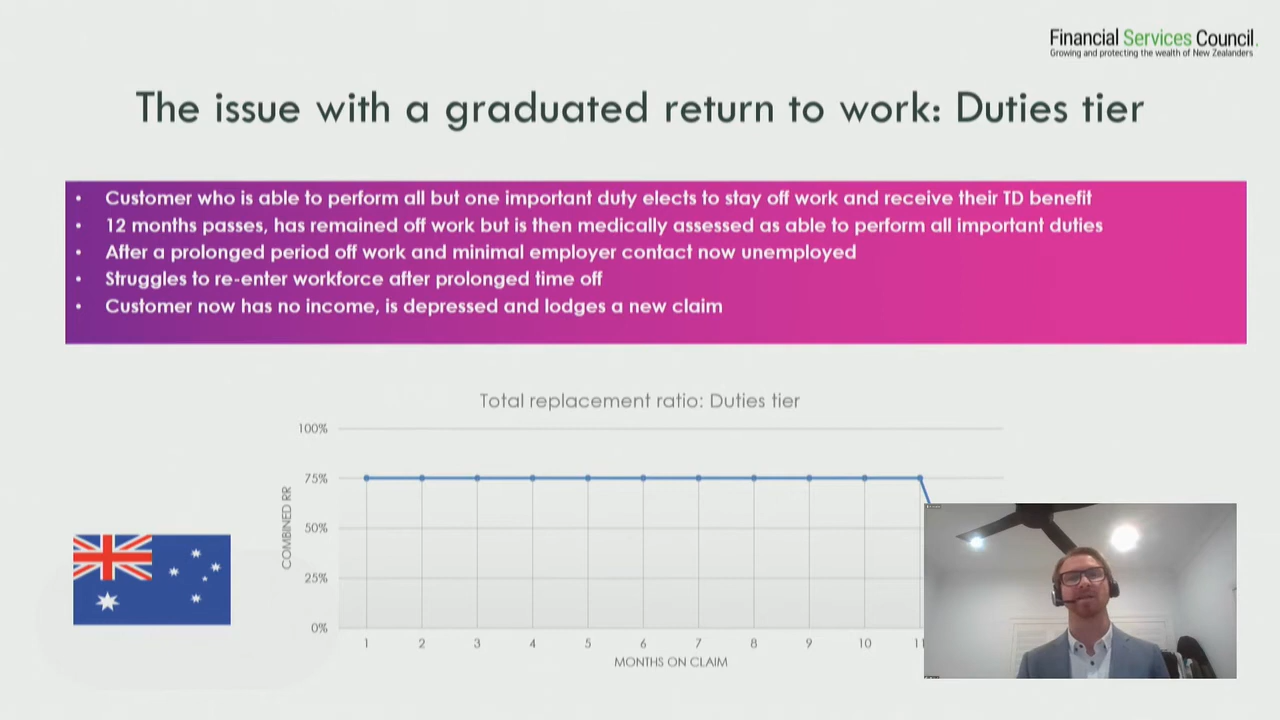 Financial Services Council.
Growing and protecting the wealth of New Zealanders
The issue with a graduated return to work: Duties tier
• Customer who is able to perform all but one important duty elects to stay off work and receive their TD benefit
• 12 months passes, has remained off work but is then medically assessed as able to perform all important duties
• After a prolonged period off work and minimal employer contact now unemployed
• Struggles to re-enter workforce after prolonged time off
• Customer now has no income, is depressed and lodges a new claim
Total replacement ratio: Duties tier
100%
75%
50%
25%
0%
COMBINED RR
1 2 3 4 5 6 7 8 9 10 11
MONTHS ON CLAIM